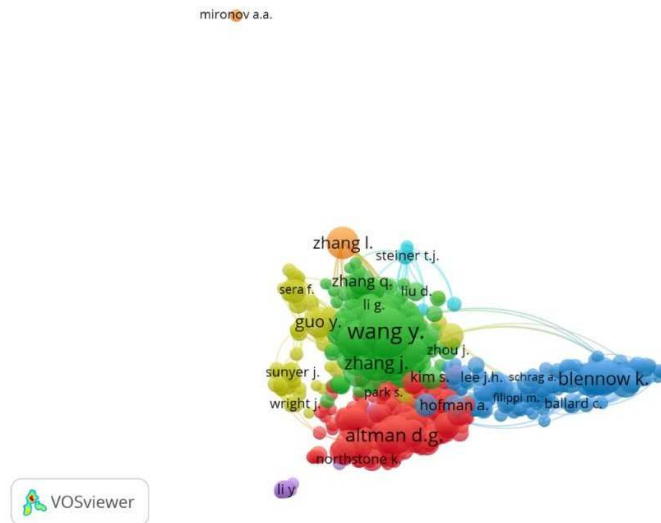 mironov a.a.
zhang l.
steiner t.j.
zhang q.
sera f.
liu d.
li g.
guo y.
wang y.
zhou j.
zhang j.
sunyer j.
kim s.
lee j.h.
schrag a.
blennow k.
park s.
filippi m.
wright j.
hofman a.
ballard c.
altman d.g.
northstone k.
li y
VOSviewer